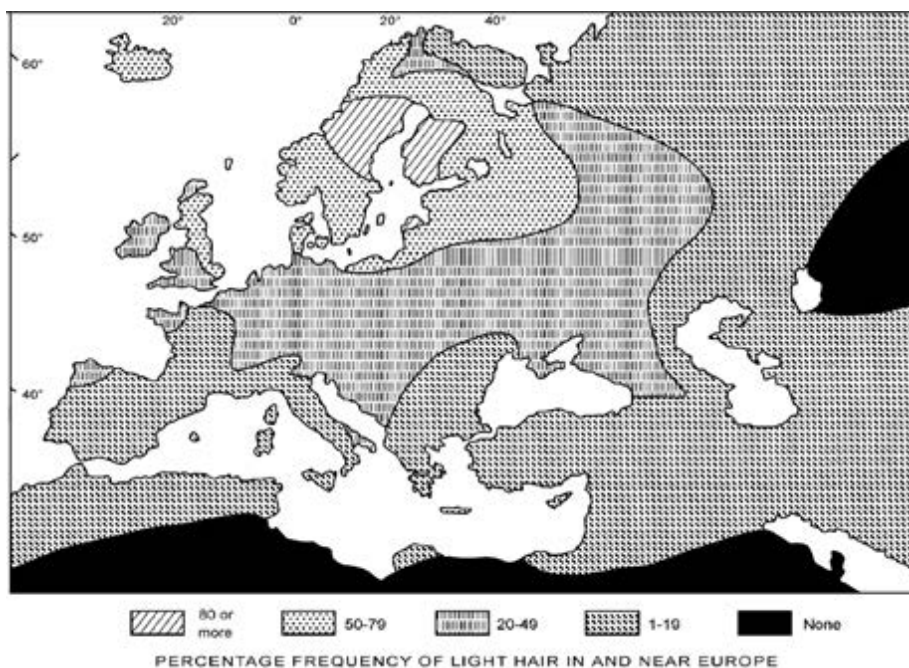 20° 0° 20° 40°
60°
50°
40°
80 or
more
50-79
20-49
1-19
None
PERCENTAGE FREQUENCY OF LIGHT HAIR IN AND NEAR EUROPE